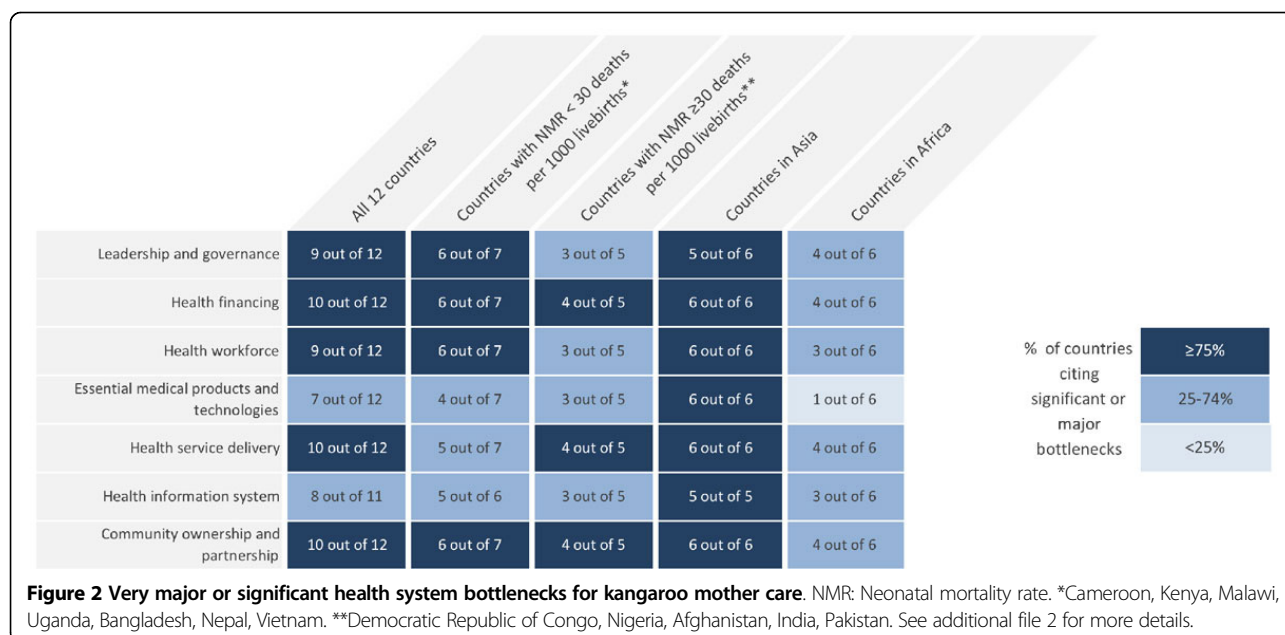 All 12 countries
Countries with NMR < 30 deaths
per 1000 livebirths*
Countries with NMR ≥30 deaths
per 1000 livebirths**
Countries in Asia
Countries in Africa
Leadership and governance 9 out of 12 6 out of 7 3 out of 5 5 out of 6 4 out of 6
Health financing 10 out of 12 6 out of 7 4 out of 5 6 out of 6 4 out of 6
Health workforce 9 out of 12 6 out of 7 3 out of 5 6 out of 6 3 out of 6
Essential medical products and
technologies 7 out of 12 4 out of 7 3 out of 5 6 out of 6 1 out of 6
Health service delivery 10 out of 12 5 out of 7 4 out of 5 6 out of 6 4 out of 6
Health information system 8 out of 11 5 out of 6 3 out of 5 5 out of 5 3 out of 6
Community ownership and
partnership 10 out of 12 6 out of 7 4 out of 5 6 out of 6 4 out of 6
% of countries
citing
significant or
major
bottlenecks
≥75%
25-74%
<25%
Figure 2 Very major or significant health system bottlenecks for kangaroo mother care. NMR: Neonatal mortality rate. *Cameroon, Kenya, Malawi,
Uganda, Bangladesh, Nepal, Vietnam. **Democratic Republic of Congo, Nigeria, Afghanistan, India, Pakistan. See additional file 2 for more details.